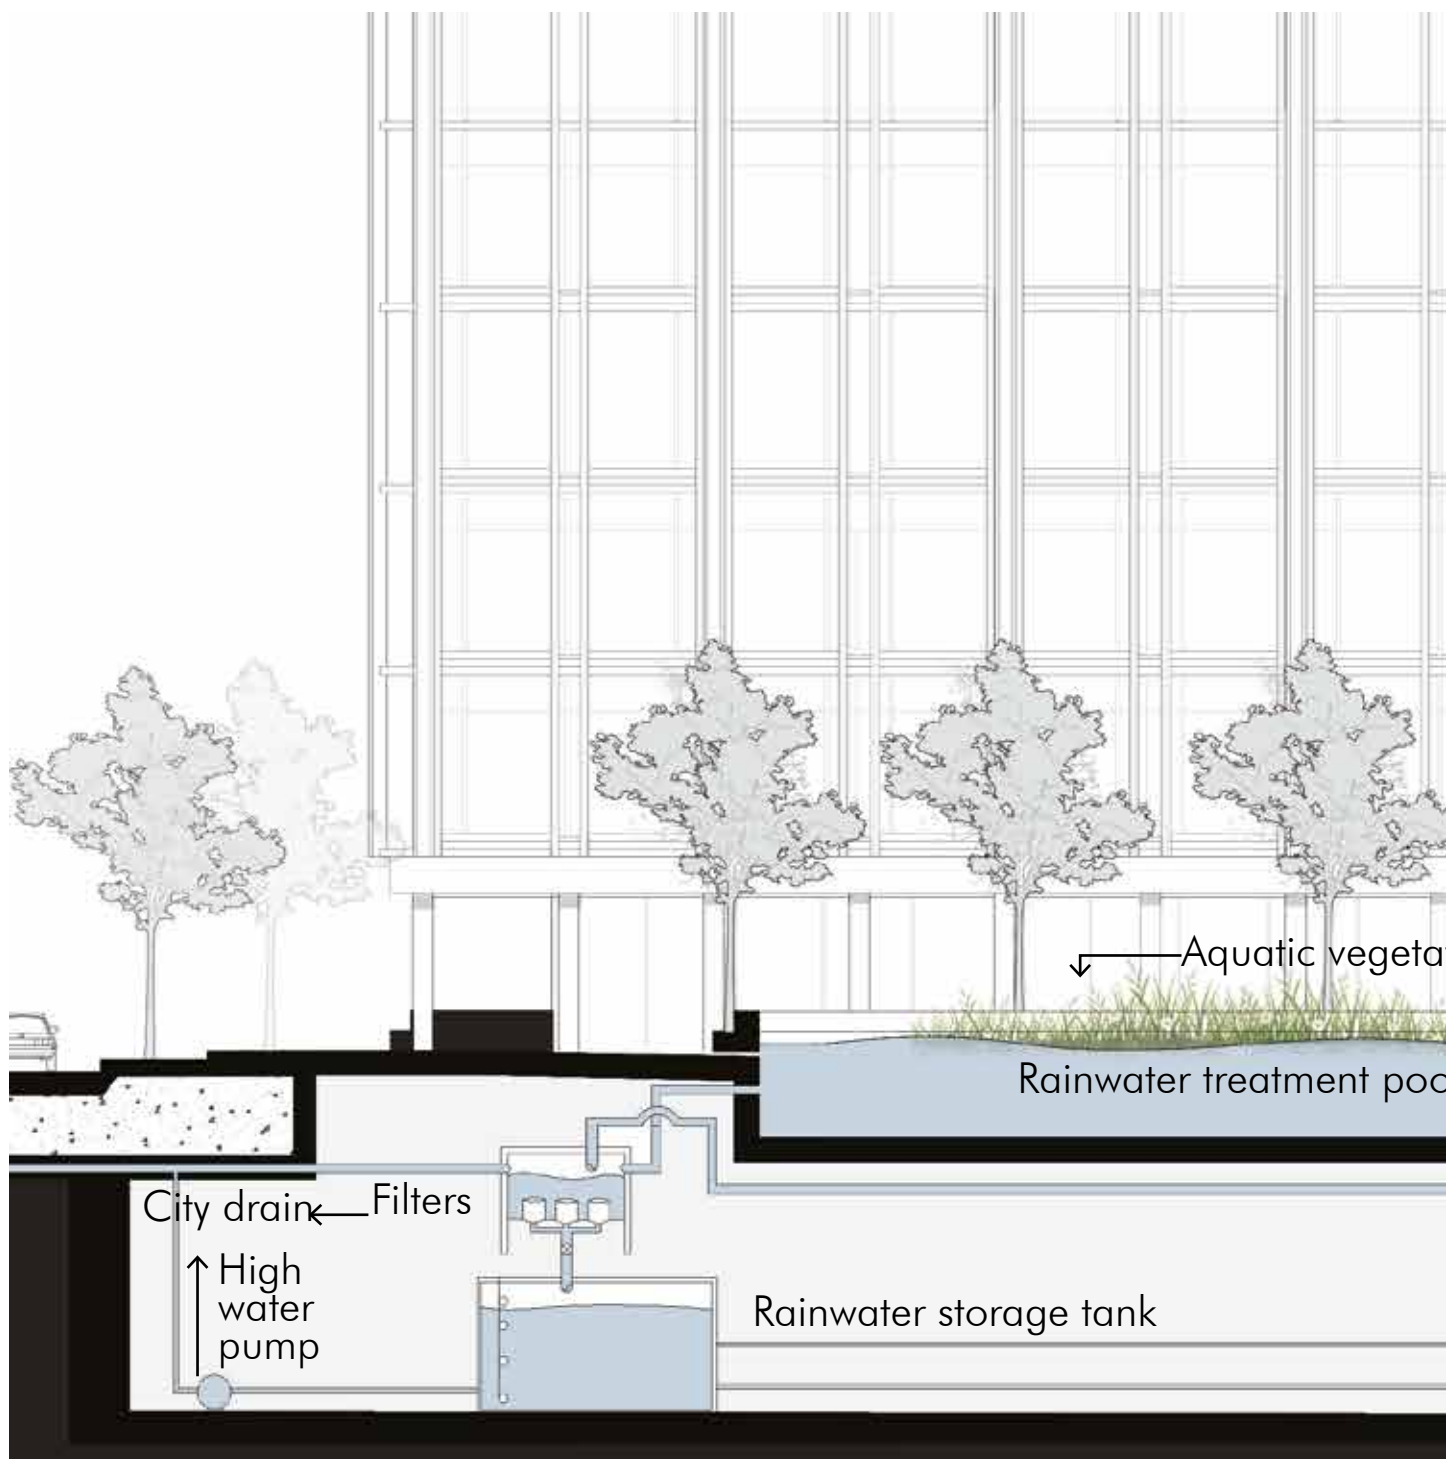 Aquatic vegeta
Rainwater treatment poo
City drain
Filters
High
water
pump
Rainwater storage tank